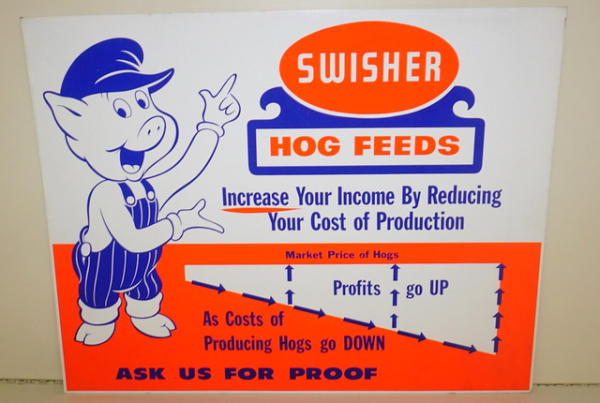 SWISHER
HOG FEEDS
Increase Your Income By Reducing
Your Cost of Production
Market Price of Hogs
Profits go UP
As Costs of
Producing Hogs go DOWN
ASK US FOR PROOF